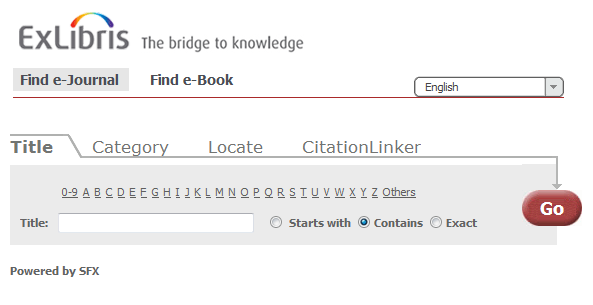 ExLibris The bridge to knowledge
Find e-Journal Find e-Book English
Title Category Locate CitationLinker
0-9 A B C D E F G H I J K L M N O P Q R S T U V W X Y Z Others
Title: Starts with Contains Exact Go
Powered by SFX